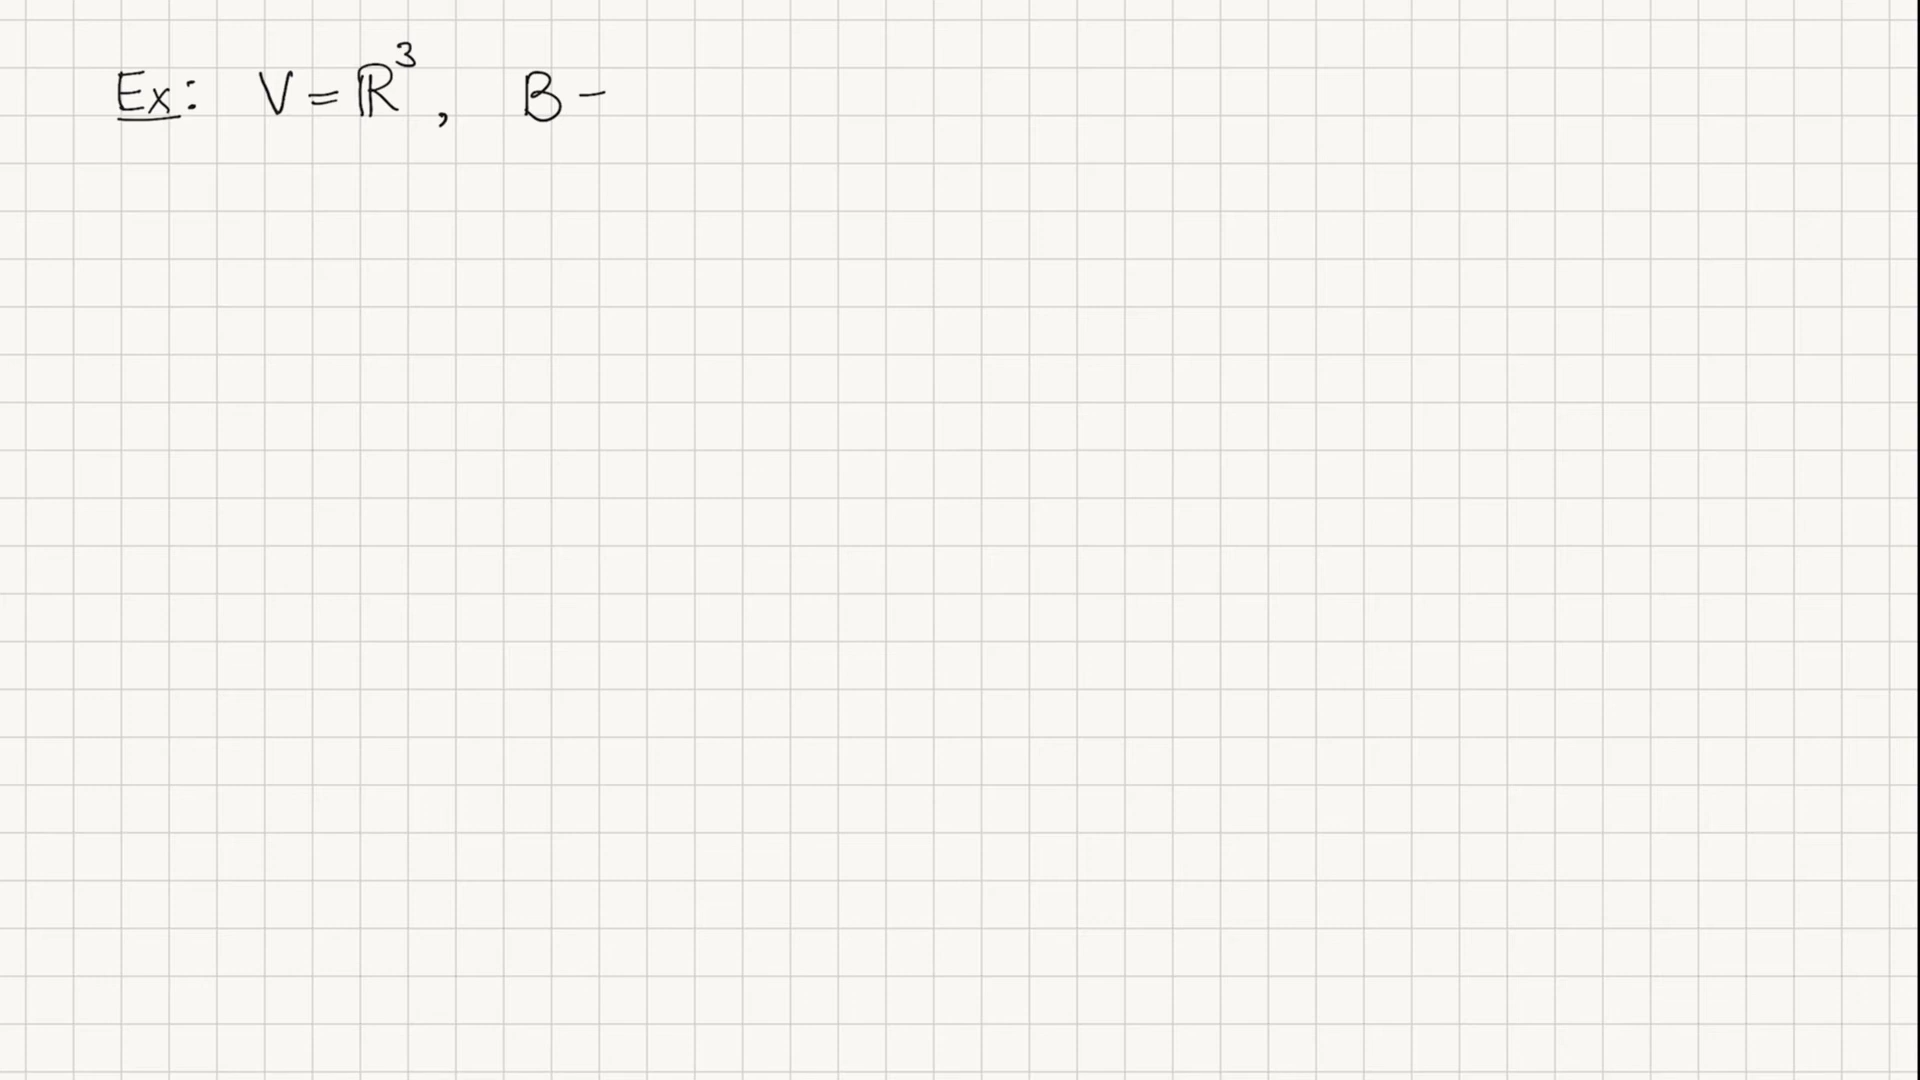 Ex: V = ℝ³, B –